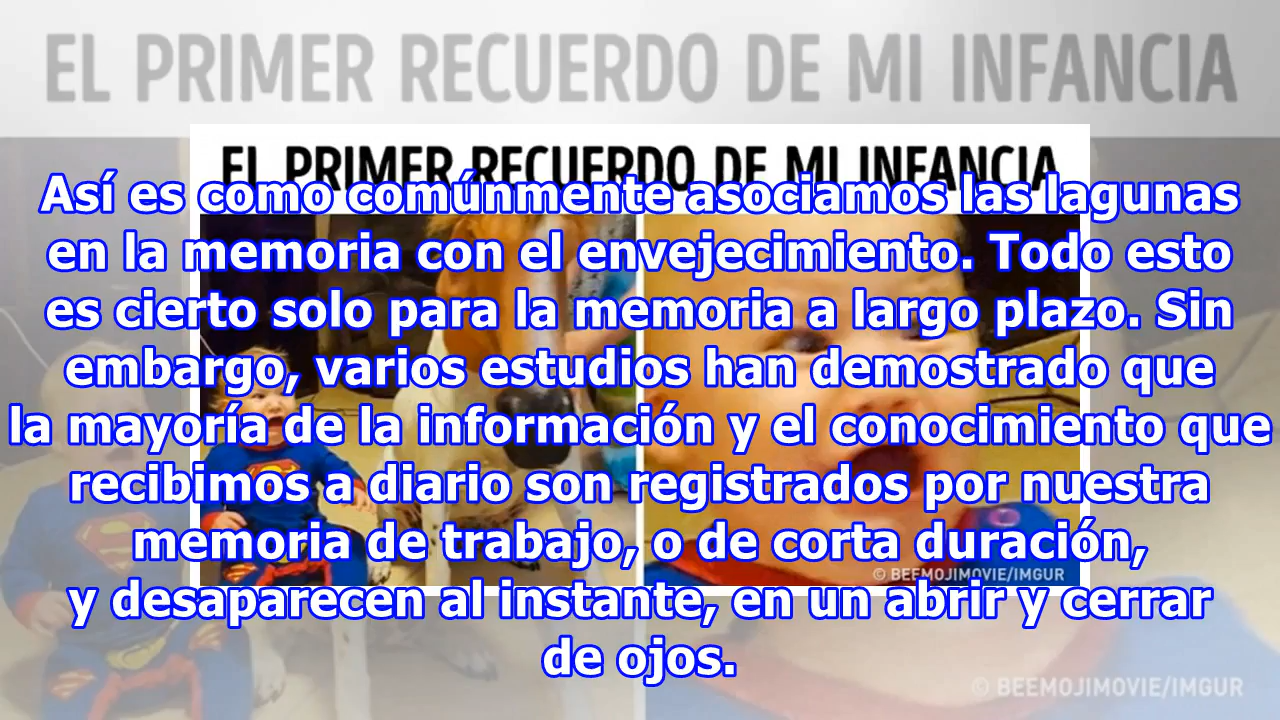 EL PRIMER RECUERDO DE MI INFANCIA
EL PRIMER RECUERDO DE MI INFANCIA
Así es como comúnmente asociamos las lagunas
en la memoria con el envejecimiento. Todo esto
es cierto solo para la memoria a largo plazo. Sin
embargo, varios estudios han demostrado que
la mayoría de la información y el conocimiento que
recibimos a diario son registrados por nuestra
memoria de trabajo, o de corta duración,
y desaparecen al instante, en un abrir y cerrar
de ojos.
© BEEMOJIMOVIE/IMGUR
© BEEMOJIMOVIE/IMGUR